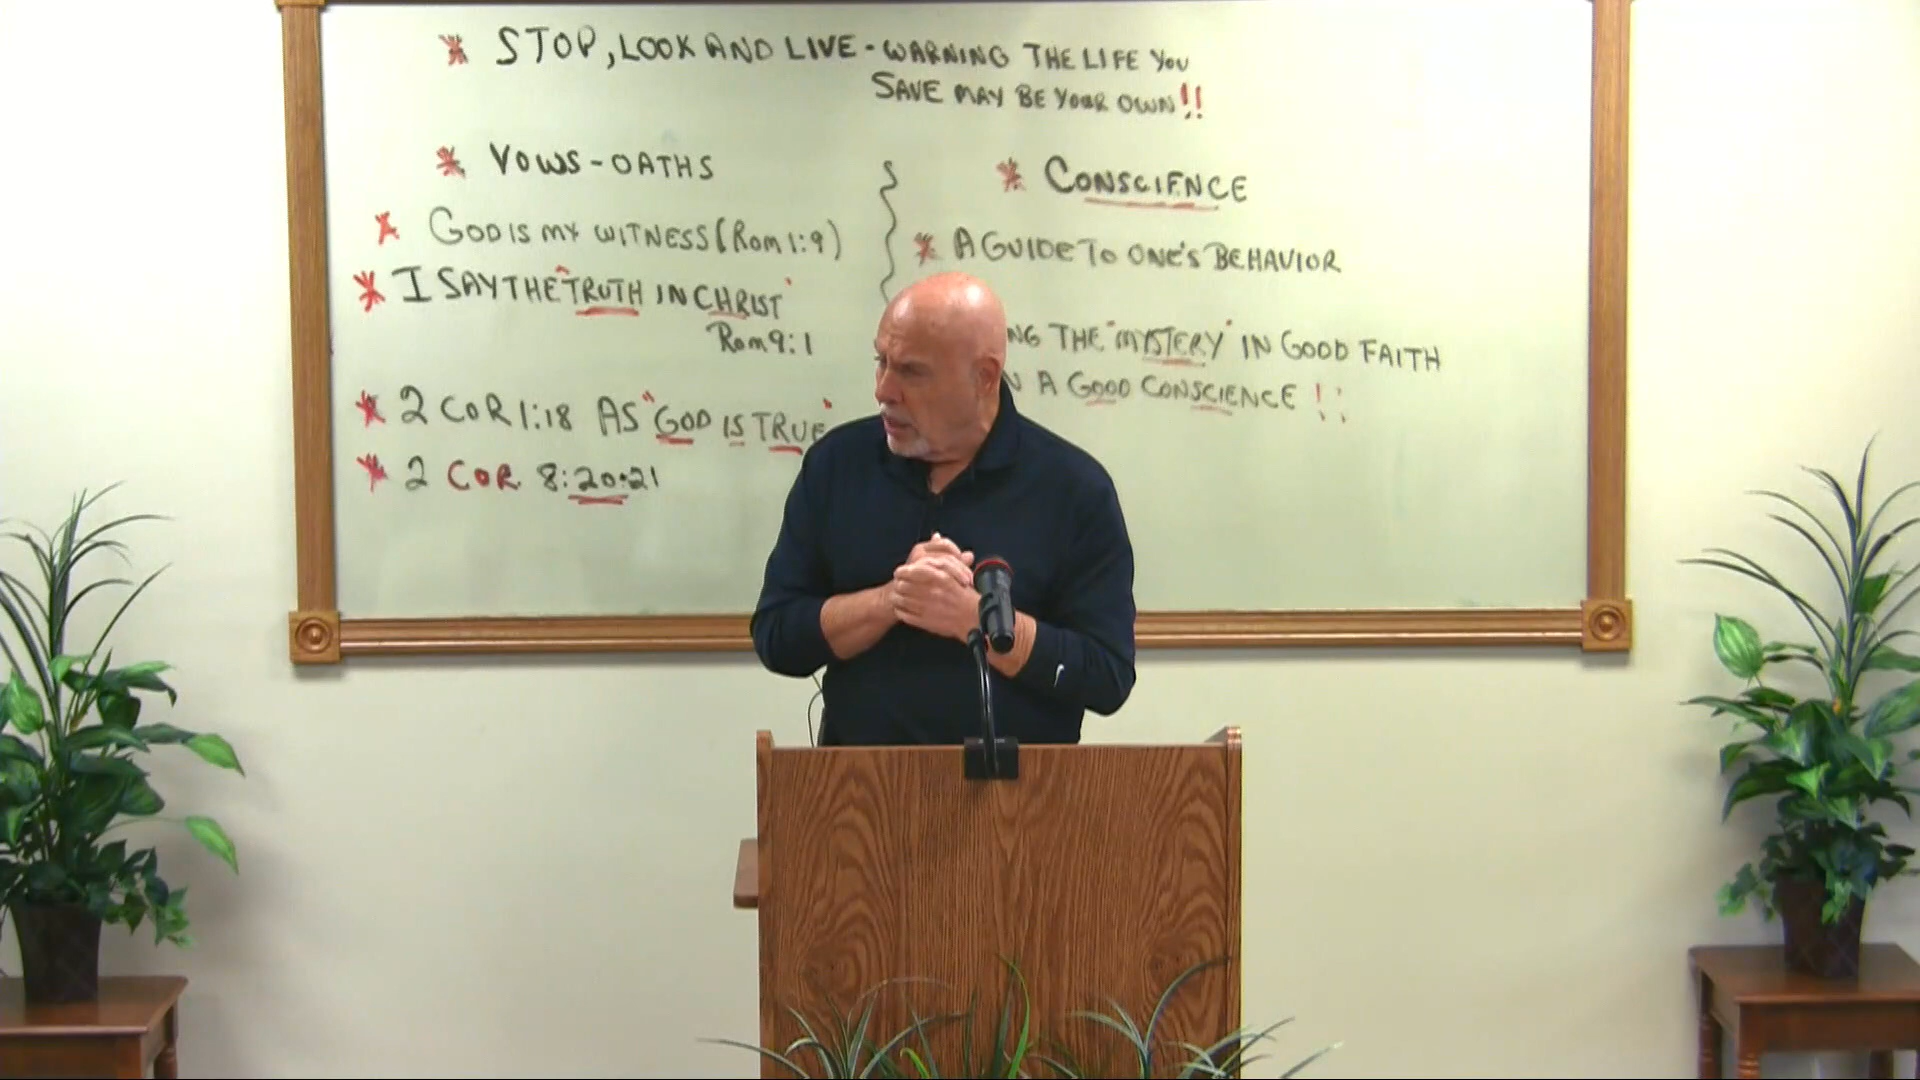 * STOP, LOOK AND LIVE - WARNING THE LIFE YOU
SAVE MAY BE YOUR OWN!!
* VOWS - OATHS
* GOD IS MY WITNESS (Rom 1:9)
* I SAY THE "TRUTH IN CHRIST"
Rom 9:1
* 2 COR 1:18 AS "GOD IS TRUE"
* 2 COR 8:20-21
* CONSCIENCE
* A GUIDE TO ONE'S BEHAVIOR
THE "MYSTERY" IN GOOD FAITH
A GOOD CONSCIENCE !!